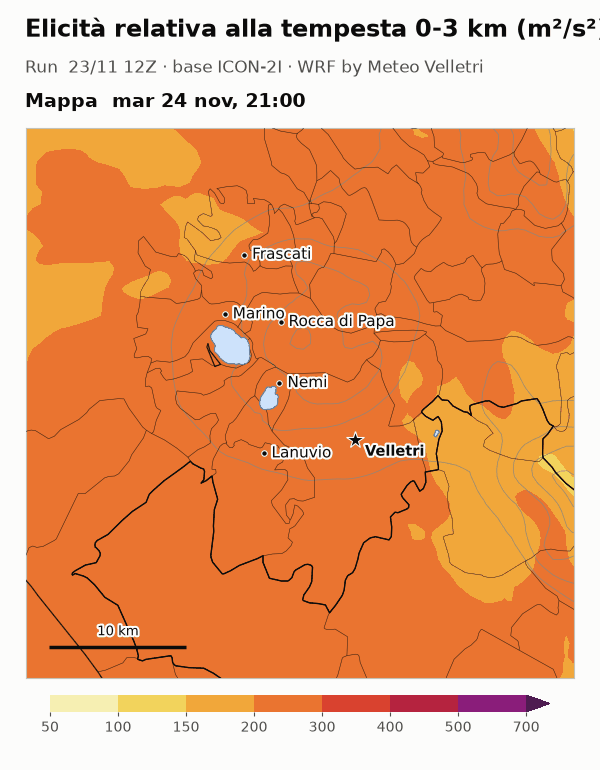 Elicità relativa alla tempesta 0-3 km (m²/s²)
Run 23/11 12Z · base ICON-2I · WRF by Meteo Velletri
Mappa mar 24 nov, 21:00
Frascati
Marino
Rocca di Papa
Nemi
Velletri
Lanuvio
10 km
50 100 150 200 300 400 500 700